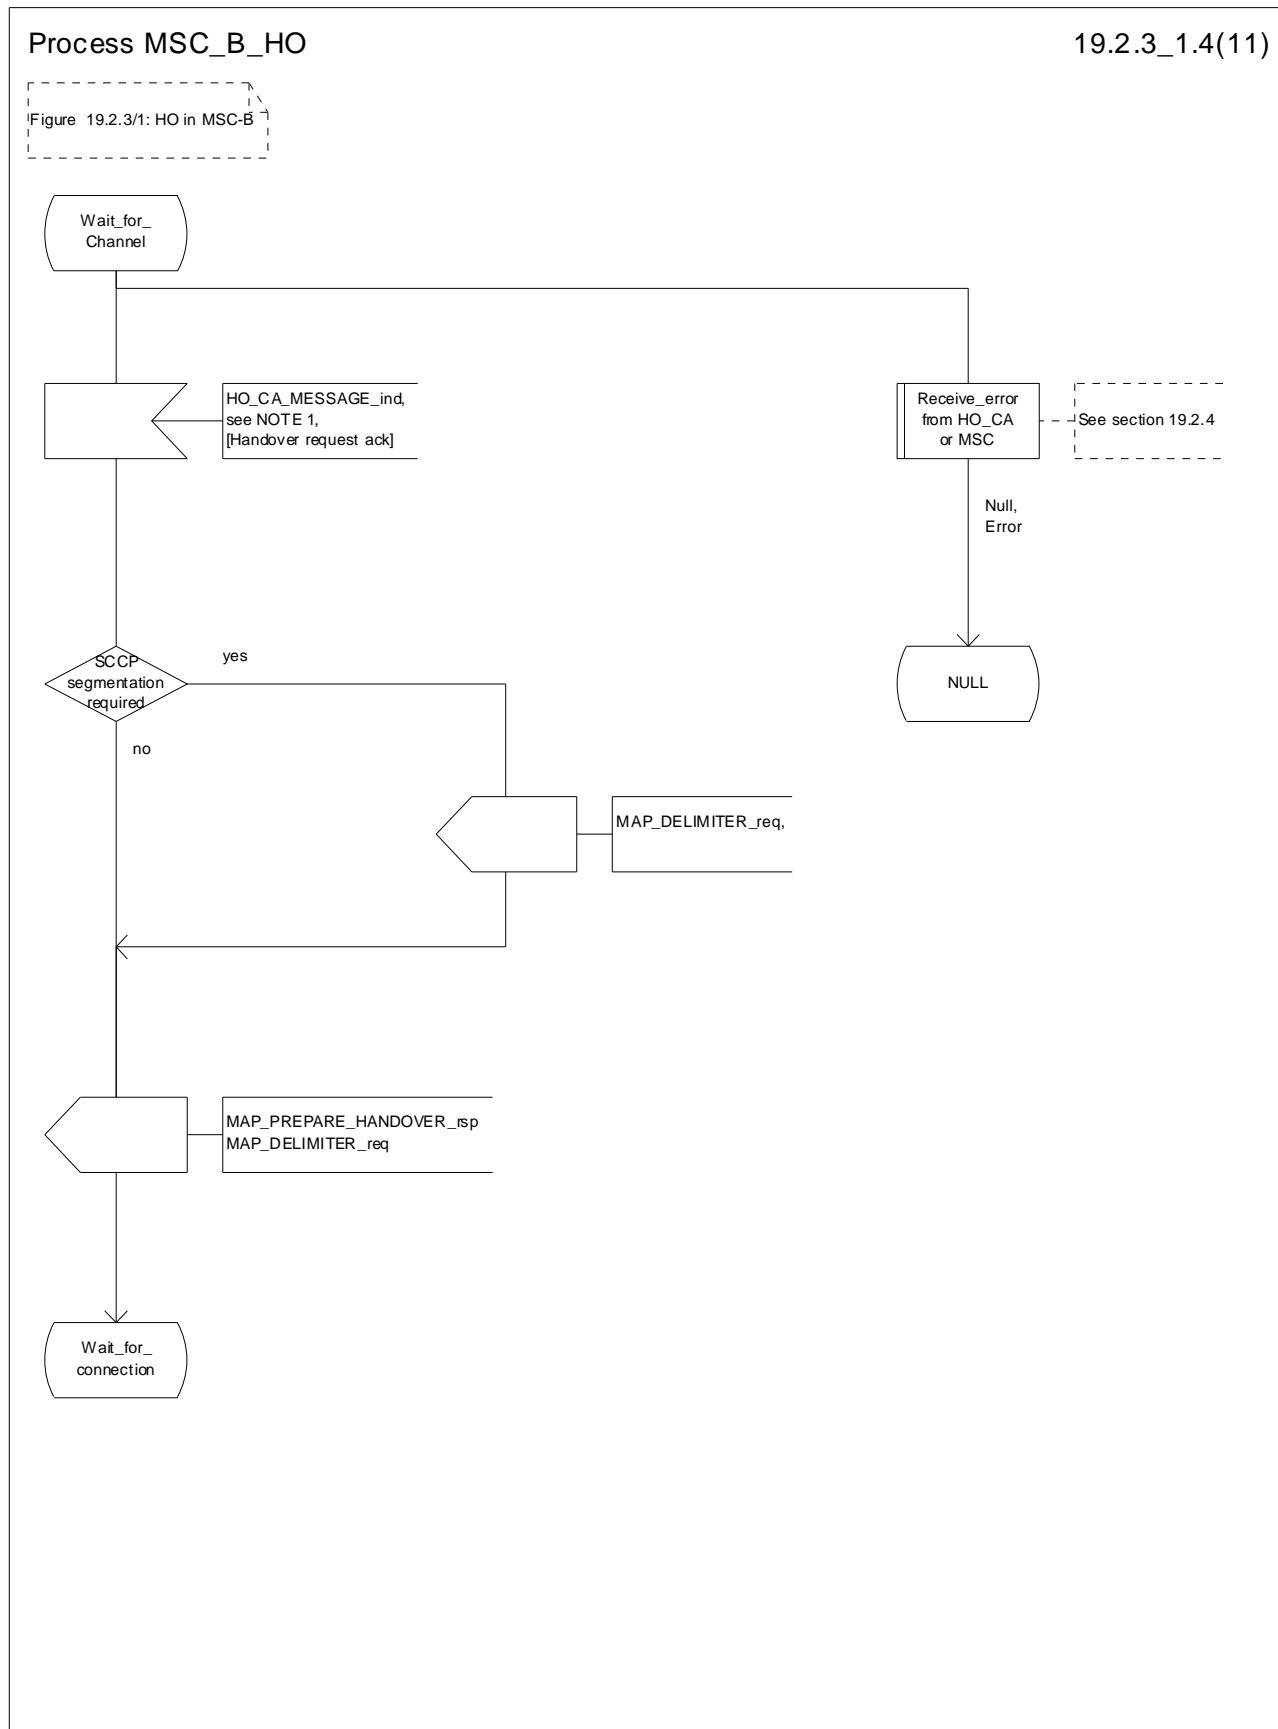 Process MSC_B_HO
19.2.3_1.4(11)
Figure 19.2.3/1: HO in MSC-B
Wait_for_
Channel
HO_CA_MESSAGE_ind,
see NOTE 1,
[Handover request ack]
Receive_error
from HO_CA
or MSC
See section 19.2.4
Null,
Error
SCCP
segmentation
required
yes
NULL
no
MAP_DELIMITER_req,
MAP_PREPARE_HANDOVER_rsp
MAP_DELIMITER_req
Wait_for_
connection